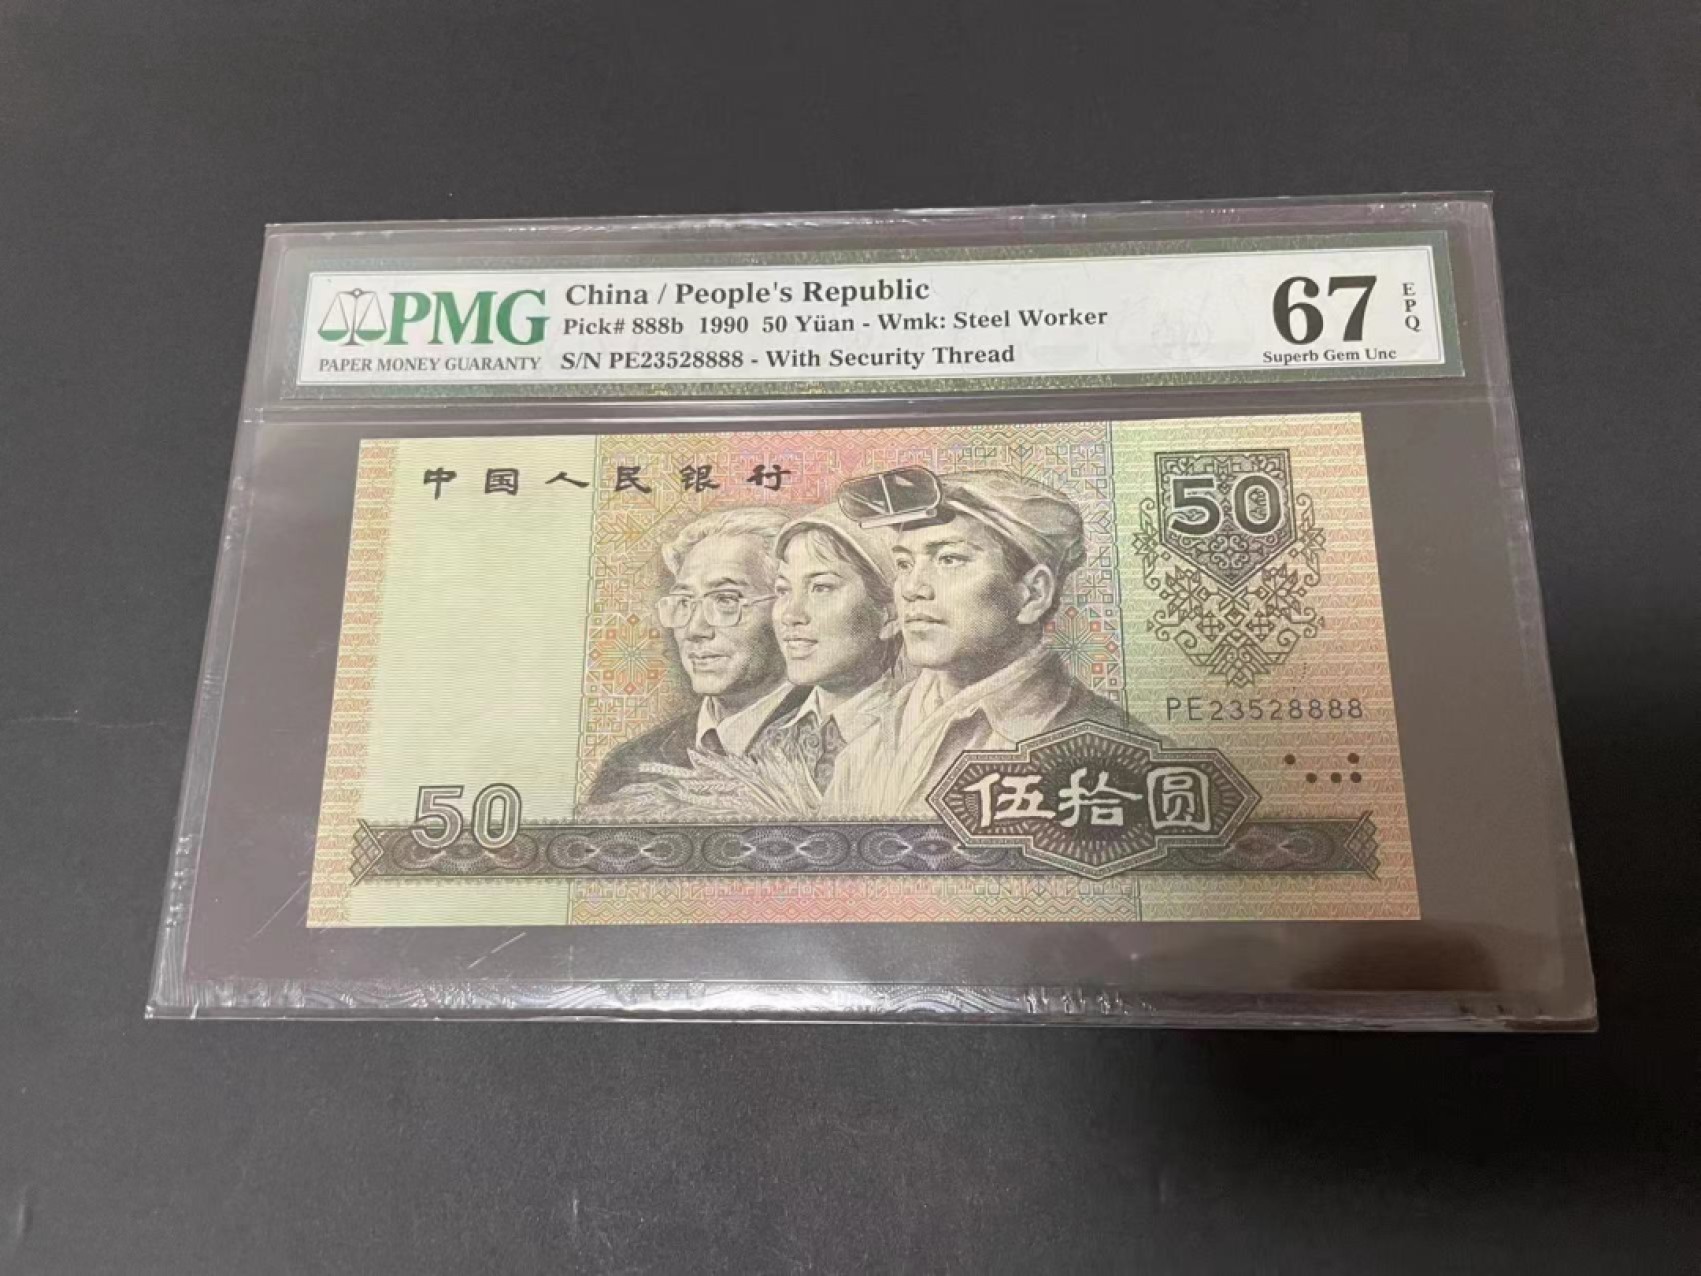 PMG
PAPER MONEY GUARANTY
China / People's Republic
Pick# 888b 1990 50 Yüan - Wmk: Steel Worker
S/N PE23528888 - With Security Thread
67
EPQ
Superb Gem Unc
中国人民银行
50
PE23528888
50
伍拾圆